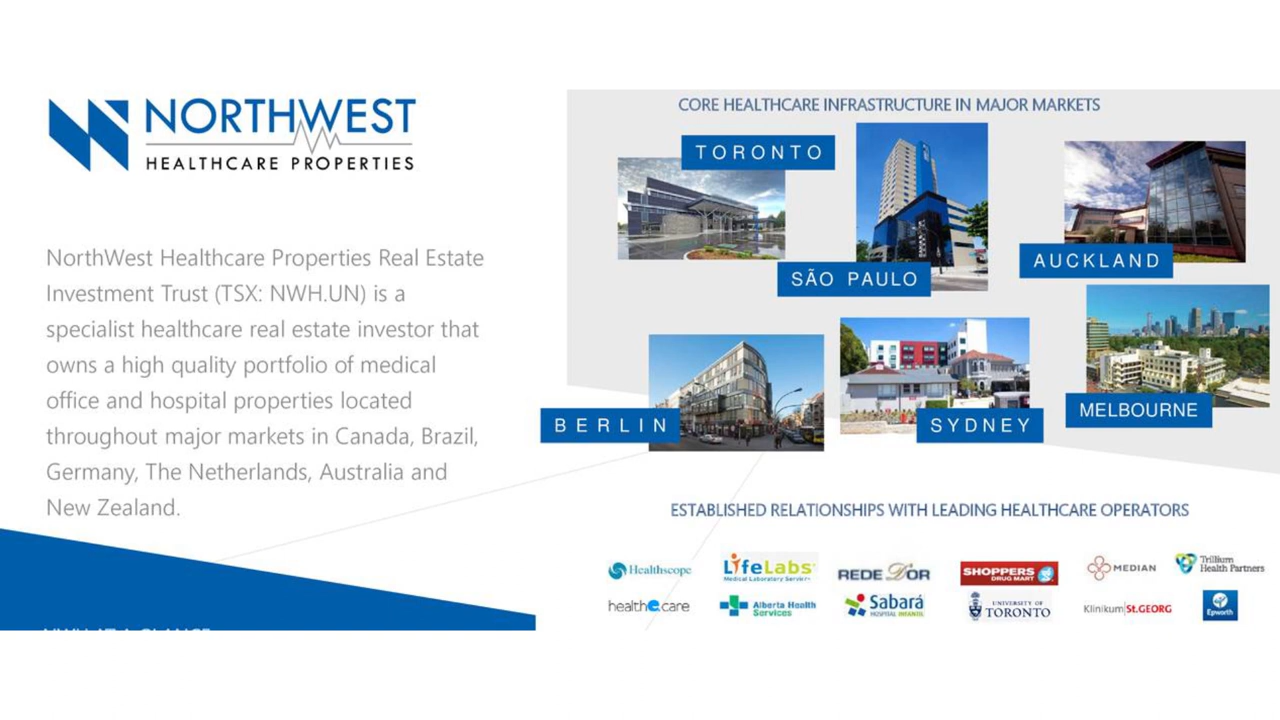 NORTHWEST
HEALTHCARE PROPERTIES
NorthWest Healthcare Properties Real Estate
Investment Trust (TSX: NWH.UN) is a
specialist healthcare real estate investor that
owns a high quality portfolio of medical
office and hospital properties located
throughout major markets in Canada, Brazil,
Germany, The Netherlands, Australia and
New Zealand.
CORE HEALTHCARE INFRASTRUCTURE IN MAJOR MARKETS
TORONTO
SÃO PAULO
AUCKLAND
BERLIN
SYDNEY
MELBOURNE
ESTABLISHED RELATIONSHIPS WITH LEADING HEALTHCARE OPERATORS
Healthscope
LifeLabs
Medical Laboratory Services
REDE D'OR
SHOPPERS
DRUG MART
MEDIAN
Trillium
Health Partners
healthecare
Alberta Health
Services
Sabará
HOSPITAL INFANTIL
UNIVERSITY OF
TORONTO
Klinikum St.GEORG
Epworth